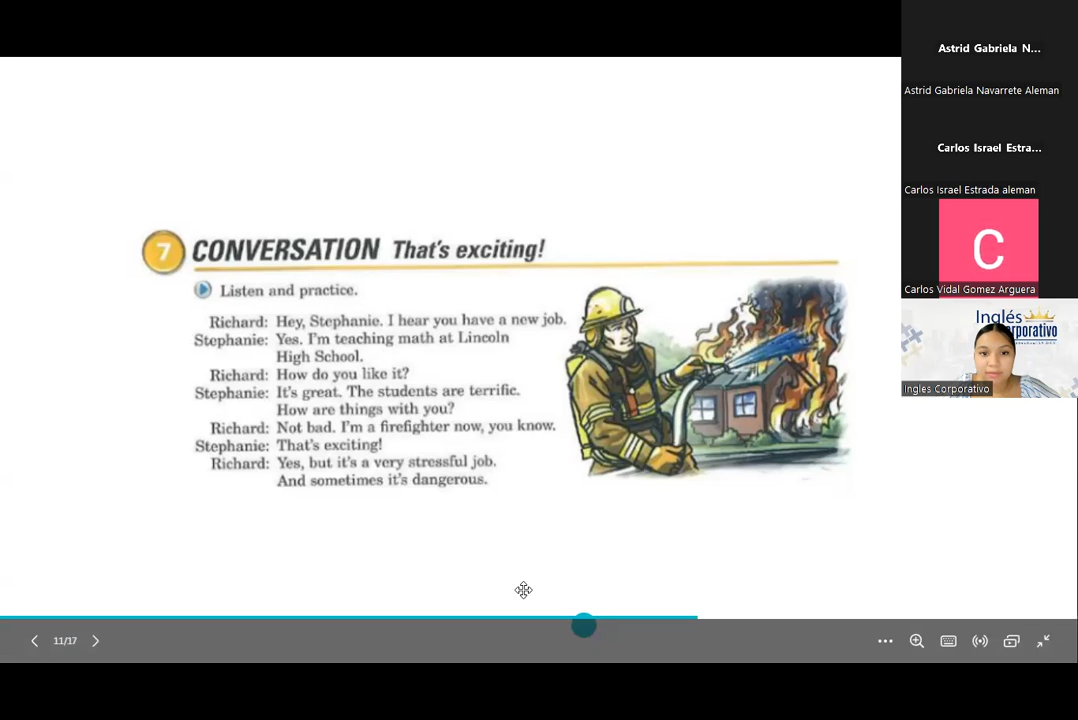 Astrid Gabriela N...
Astrid Gabriela Navarrete Aleman
Carlos Israel Estra...
Carlos Israel Estrada aleman
C
Carlos Vidal Gomez Arguera
Inglés
Ingles Corporativo
7 CONVERSATION That's exciting!
Listen and practice.
Richard: Hey, Stephanie. I hear you have a new job.
Stephanie: Yes. I'm teaching math at Lincoln
High School.
Richard: How do you like it?
Stephanie: It's great. The students are terrific.
How are things with you?
Richard: Not bad. I'm a firefighter now, you know.
Stephanie: That's exciting!
Richard: Yes, but it's a very stressful job.
And sometimes it's dangerous.
11/17